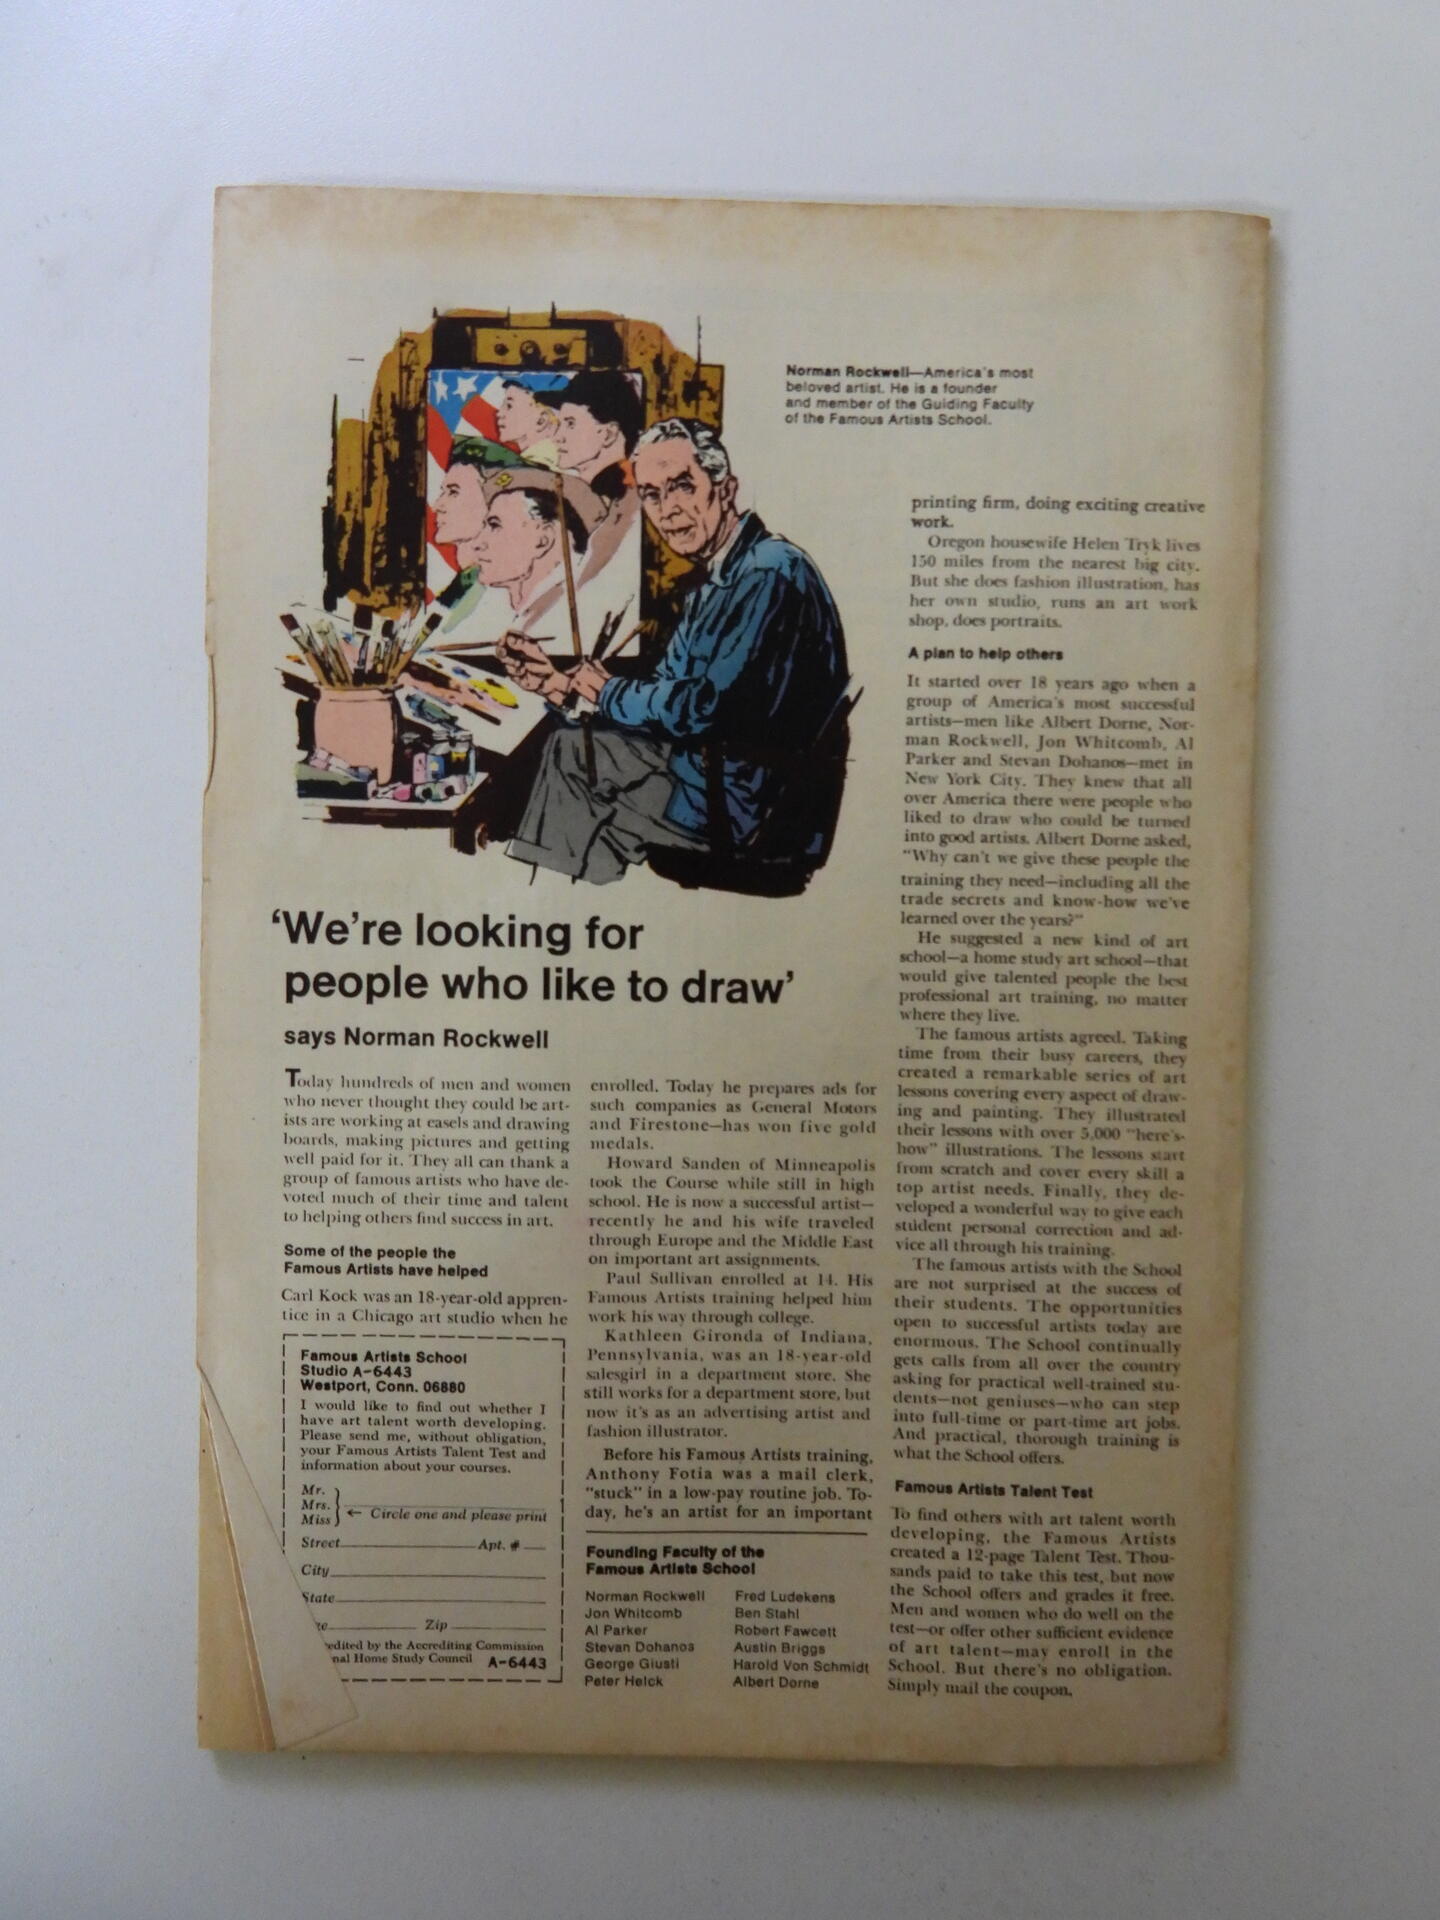 Norman Rockwell—America's most
beloved artist. He is a founder
and member of the Guiding Faculty
of the Famous Artists School.
'We're looking for
people who like to draw'
says Norman Rockwell
Today hundreds of men and women
who never thought they could be art-
ists are working at easels and drawing
boards, making pictures and getting
well paid for it. They all can thank a
group of famous artists who have de-
voted much of their time and talent
to helping others find success in art.
Some of the people the
Famous Artists have helped
Carl Kock was an 18-year-old appren-
tice in a Chicago art studio when he
enrolled. Today he prepares ads for
such companies as General Motors
and Firestone—has won five gold
medals.
Howard Sanden of Minneapolis
took the Course while still in high
school. He is now a successful artist—
recently he and his wife traveled
through Europe and the Middle East
on important art assignments.
Paul Sullivan enrolled at 14. His
Famous Artists training helped him
work his way through college.
Kathleen Gironda of Indiana,
Pennsylvania, was an 18-year-old
salesgirl in a department store. She
still works for a department store, but
now it's as an advertising artist and
fashion illustrator.
Before his Famous Artists training,
Anthony Fotia was a mail clerk,
"stuck" in a low-pay routine job. To-
day, he's an artist for an important
printing firm, doing exciting creative
work.
Oregon housewife Helen Tryk lives
150 miles from the nearest big city.
But she does fashion illustration, has
her own studio, runs an art work
shop, does portraits.
A plan to help others
It started over 18 years ago when a
group of America's most successful
artists—men like Albert Dorne, Nor-
man Rockwell, Jon Whitcomb, Al
Parker and Stevan Dohanos—met in
New York City. They knew that all
over America there were people who
liked to draw who could be turned
into good artists. Albert Dorne asked,
"Why can't we give these people the
training they need—including all the
trade secrets and know-how we've
learned over the years?"
He suggested a new kind of art
school—a home study art school—that
would give talented people the best
professional art training, no matter
where they live.
The famous artists agreed. Taking
time from their busy careers, they
created a remarkable series of art
lessons covering every aspect of draw-
ing and painting. They illustrated
their lessons with over 5,000 "here's-
how" illustrations. The lessons start
from scratch and cover every skill a
top artist needs. Finally, they de-
veloped a wonderful way to give each
student personal correction and ad-
vice all through his training.
The famous artists with the School
are not surprised at the success of
their students. The opportunities
open to successful artists today are
enormous. The School continually
gets calls from all over the country
asking for practical well-trained stu-
dents—not geniuses—who can step
into full-time or part-time art jobs.
And practical, thorough training is
what the School offers.
Famous Artists Talent Test
To find others with art talent worth
developing, the Famous Artists
created a 12-page Talent Test. Thou-
sands paid to take this test, but now
the School offers and grades it free.
Men and women who do well on the
test—or offer other sufficient evidence
of art talent—may enroll in the
School. But there's no obligation.
Simply mail the coupon.
Famous Artists School
Studio A-6443
Westport, Conn. 06880
I would like to find out whether I
have art talent worth developing.
Please send me, without obligation,
your Famous Artists Talent Test and
information about your courses.
Mr.
Mrs.
Miss
← Circle one and please print
Street Apt. #
City
State
Zip
by the Accrediting Commission
Home Study Council A-6443
Founding Faculty of the
Famous Artists School
Norman Rockwell
Jon Whitcomb
Al Parker
Stevan Dohanos
George Giusti
Peter Helck
Fred Ludekens
Ben Stahl
Robert Fawcett
Austin Briggs
Harold Von Schmidt
Albert Dorne